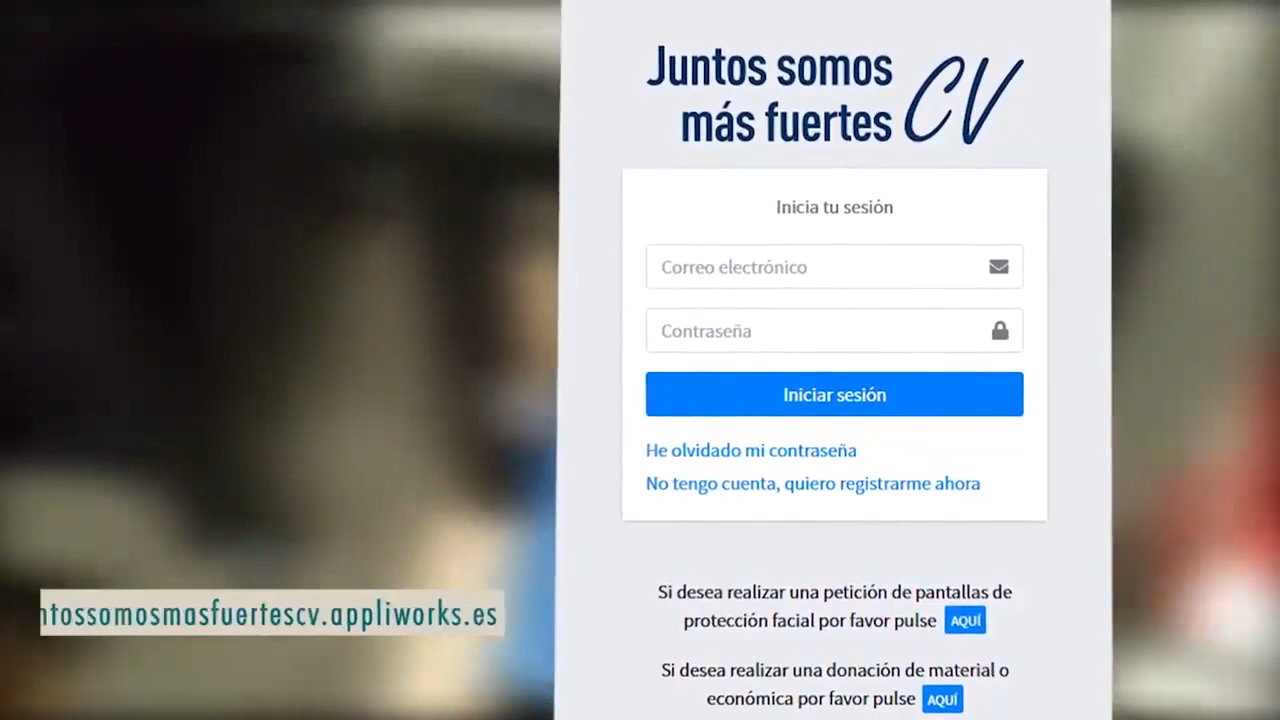 Juntos somos
más fuertes CV
Inicia tu sesión
Correo electrónico
Contraseña
Iniciar sesión
He olvidado mi contraseña
No tengo cuenta, quiero registrarme ahora
ntossomosmasfuertescv.appliworks.es
Si desea realizar una petición de pantallas de
protección facial por favor pulse AQUÍ
Si desea realizar una donación de material o
económica por favor pulse AQUÍ